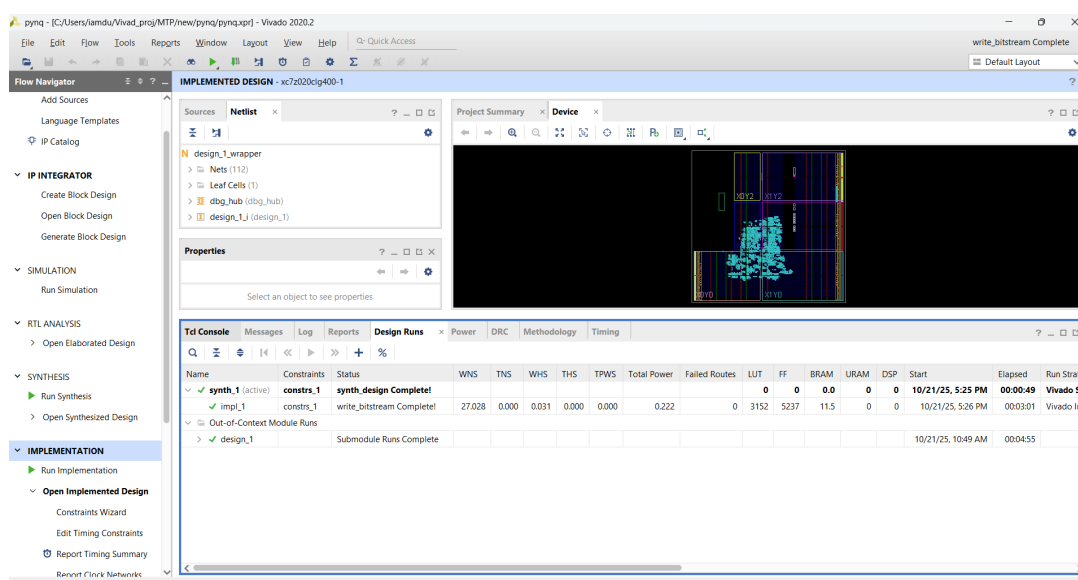 pynq - [C:/Users/iamdu/Vivad_proj/MTP/new/pynq/pynq.xpr] - Vivado 2020.2
File Edit Flow Tools Reports Window Layout View Help Quick Access
write_bitstream Complete
Default Layout
Flow Navigator
Add Sources
Language Templates
IP Catalog
IP INTEGRATOR
Create Block Design
Open Block Design
Generate Block Design
SIMULATION
Run Simulation
RTL ANALYSIS
Open Elaborated Design
SYNTHESIS
Run Synthesis
Open Synthesized Design
IMPLEMENTATION
Run Implementation
Open Implemented Design
Constraints Wizard
Edit Timing Constraints
Report Timing Summary
Report Clock Networks
IMPLEMENTED DESIGN - xc7z020clg400-1
Sources Netlist
N design_1_wrapper
Nets (112)
Leaf Cells (1)
dbg_hub (dbg_hub)
design_1_i (design_1)
Properties
Select an object to see properties
Project Summary Device
X0Y2 X1Y2
X0Y0 X1Y0
Tcl Console Messages Log Reports Design Runs Power DRC Methodology Timing
Name Constraints Status WNS TNS WHS THS TPWS Total Power Failed Routes LUT FF BRAM URAM DSP Start Elapsed Run Strat
synth_1 (active) constrs_1 synth_design Complete! 0 0 0.0 0 0 10/21/25, 5:25 PM 00:00:49 Vivado S
impl_1 constrs_1 write_bitstream Complete! 27.028 0.000 0.031 0.000 0.000 0.222 0 3152 5237 11.5 0 0 10/21/25, 5:26 PM 00:03:01 Vivado I
Out-of-Context Module Runs
design_1 Submodule Runs Complete 10/21/25, 10:49 AM 00:04:55